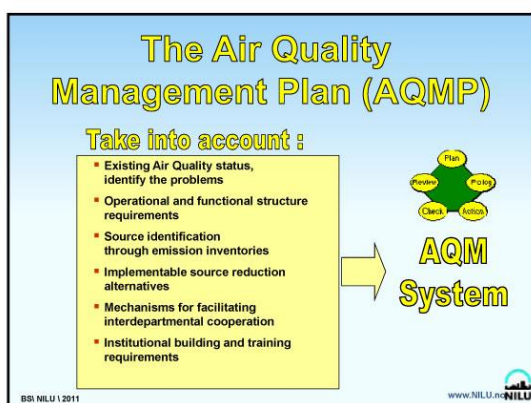 The Air Quality
Management Plan (AQMP)
Take into account :
Existing Air Quality status,
identify the problems
Operational and functional structure
requirements
Source identification
through emission inventories
Implementable source reduction
alternatives
Mechanisms for facilitating
interdepartmental cooperation
Institutional building and training
requirements
Plan
Review
Policy
Check
Action
AQM
System
BS\ NILU \ 2011
www.NILU.no
NILU